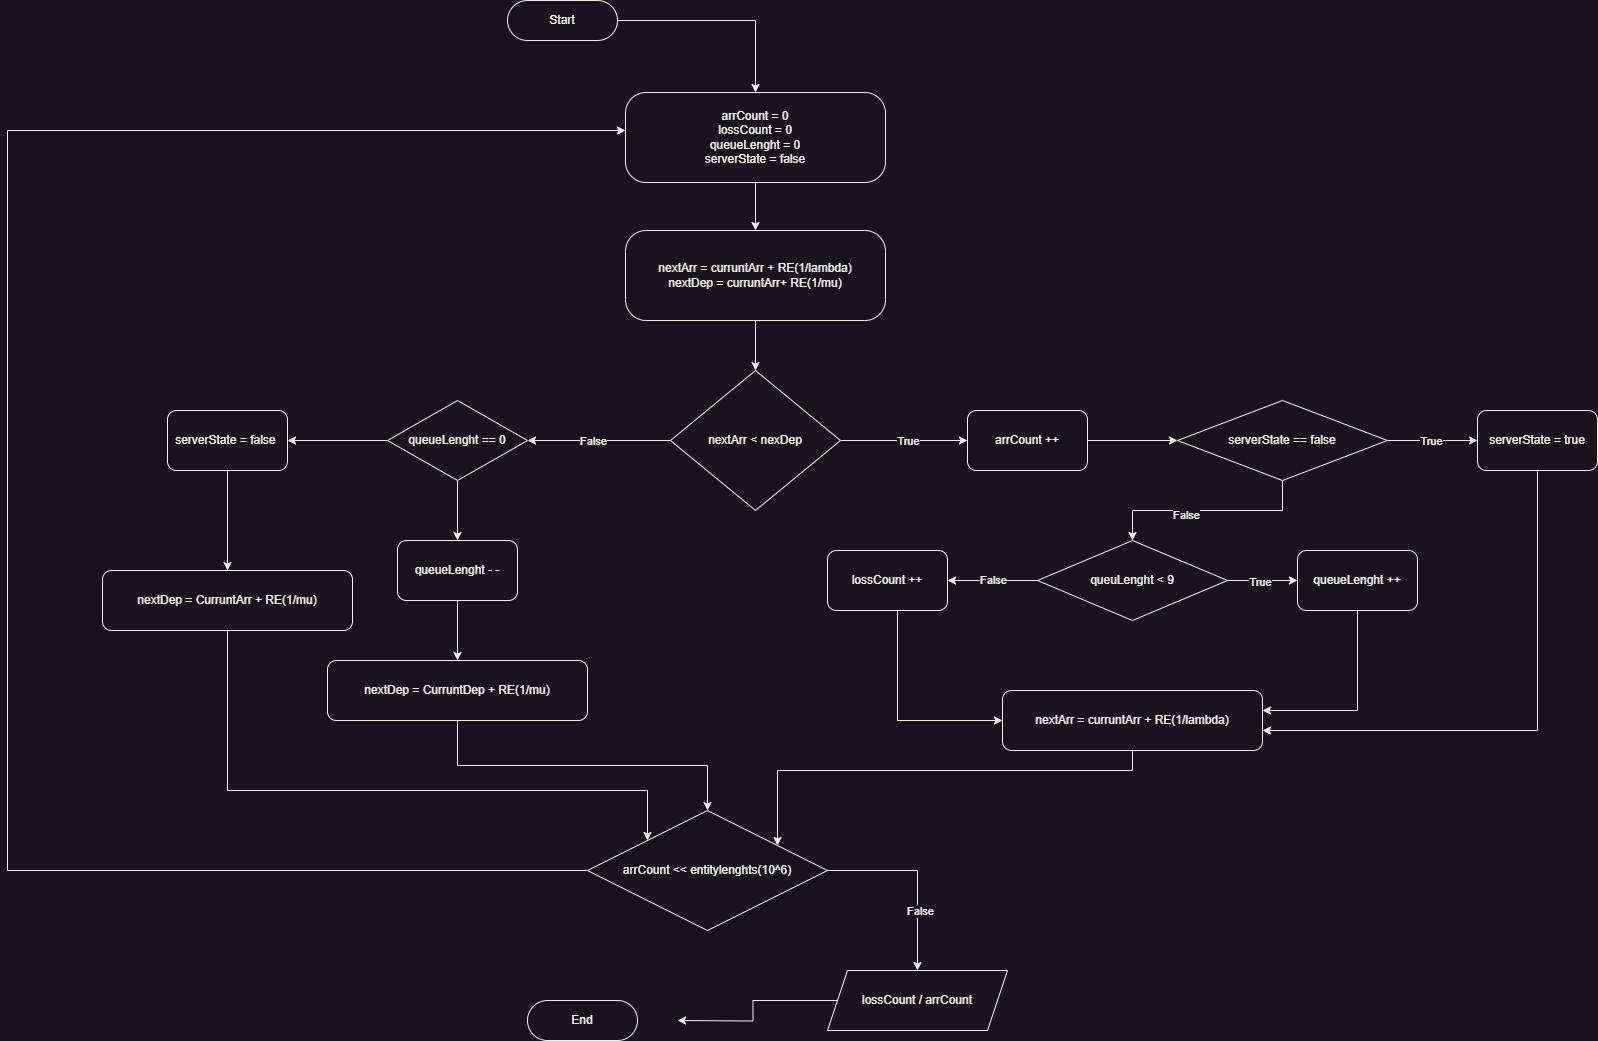 Start
arrCount = 0
lossCount = 0
queueLenght = 0
serverState = false
nextArr = curruntArr + RE(1/lambda)
nextDep = curruntArr+ RE(1/mu)
serverState = false
queueLenght == 0
False
nextArr < nexDep
True
arrCount ++
serverState == false
True
serverState = true
False
queueLenght - -
lossCount ++
False
queuLenght < 9
True
queueLenght ++
nextDep = CurruntArr + RE(1/mu)
nextDep = CurruntDep + RE(1/mu)
nextArr = curruntArr + RE(1/lambda)
arrCount << entitylenghts(10^6)
False
lossCount / arrCount
End